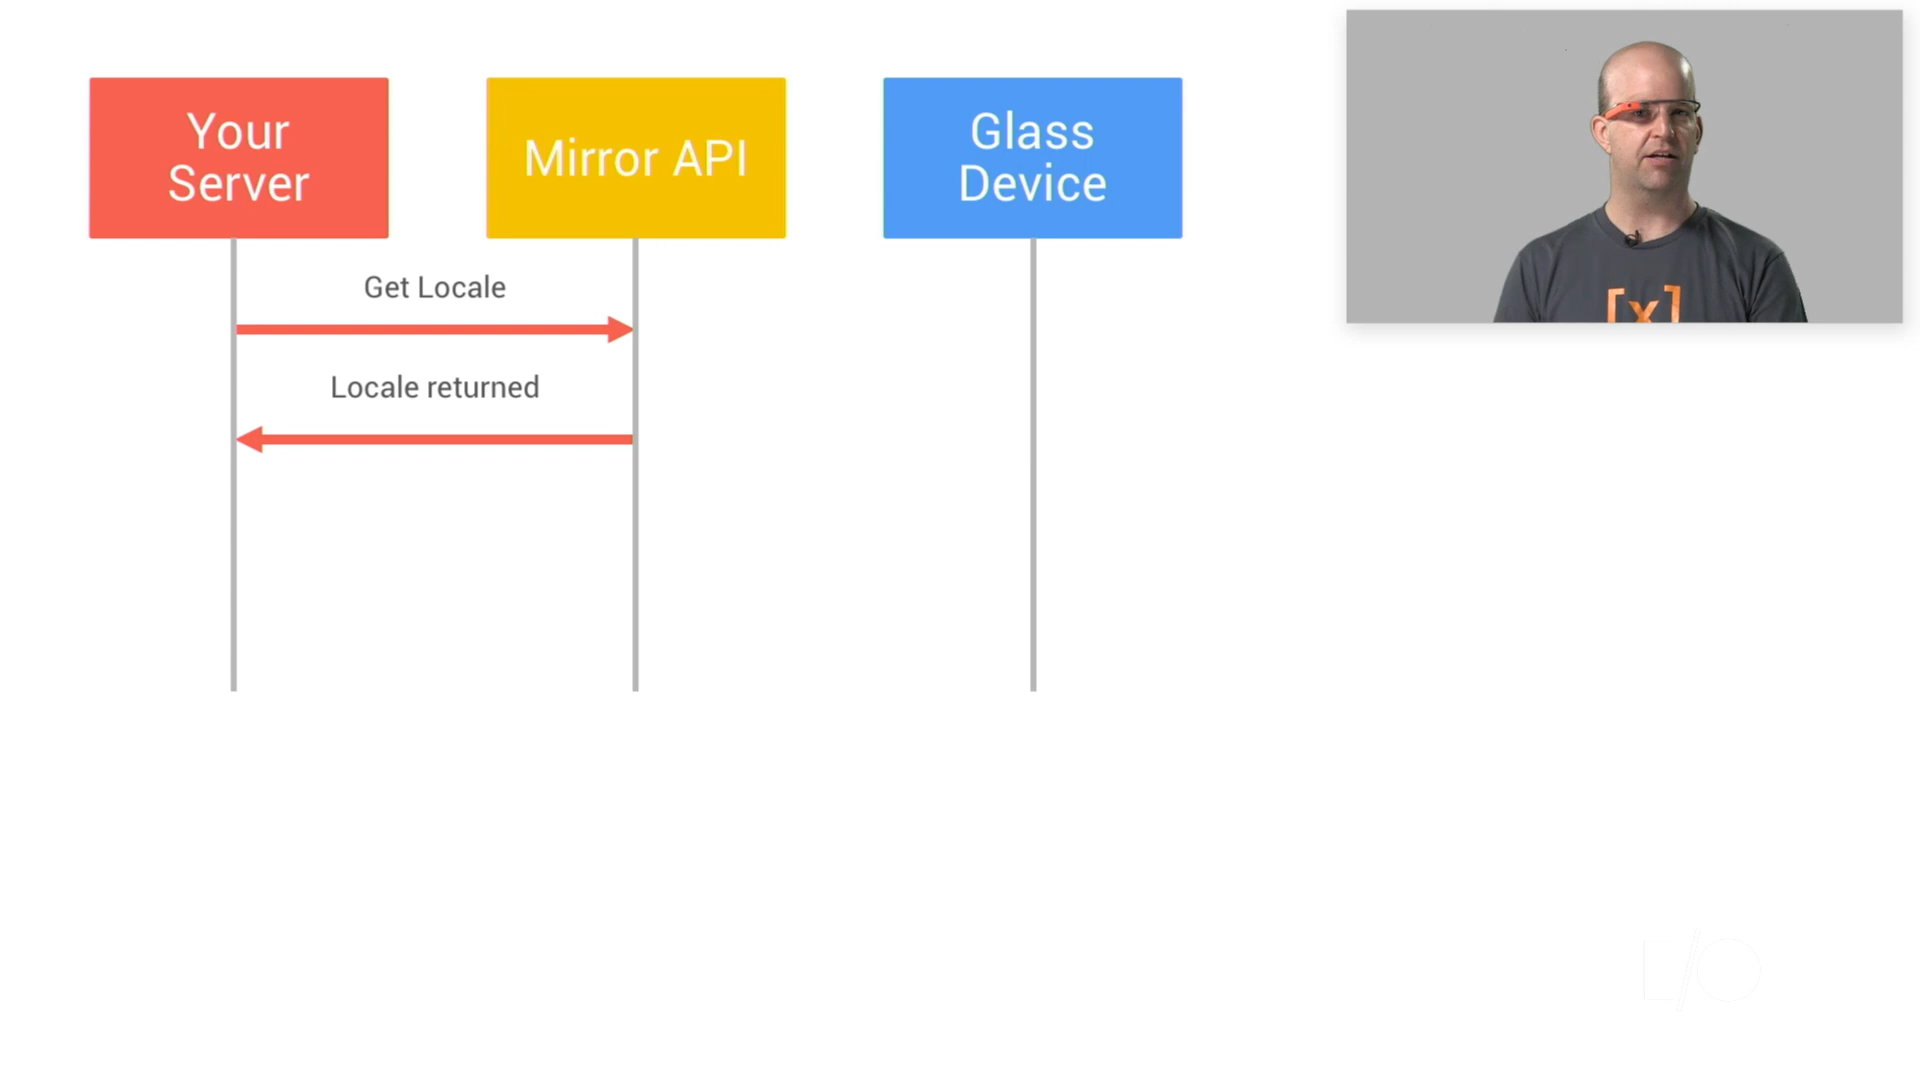 Your
Server
Mirror API
Glass
Device
Get Locale
Locale returned
[x]
I/O